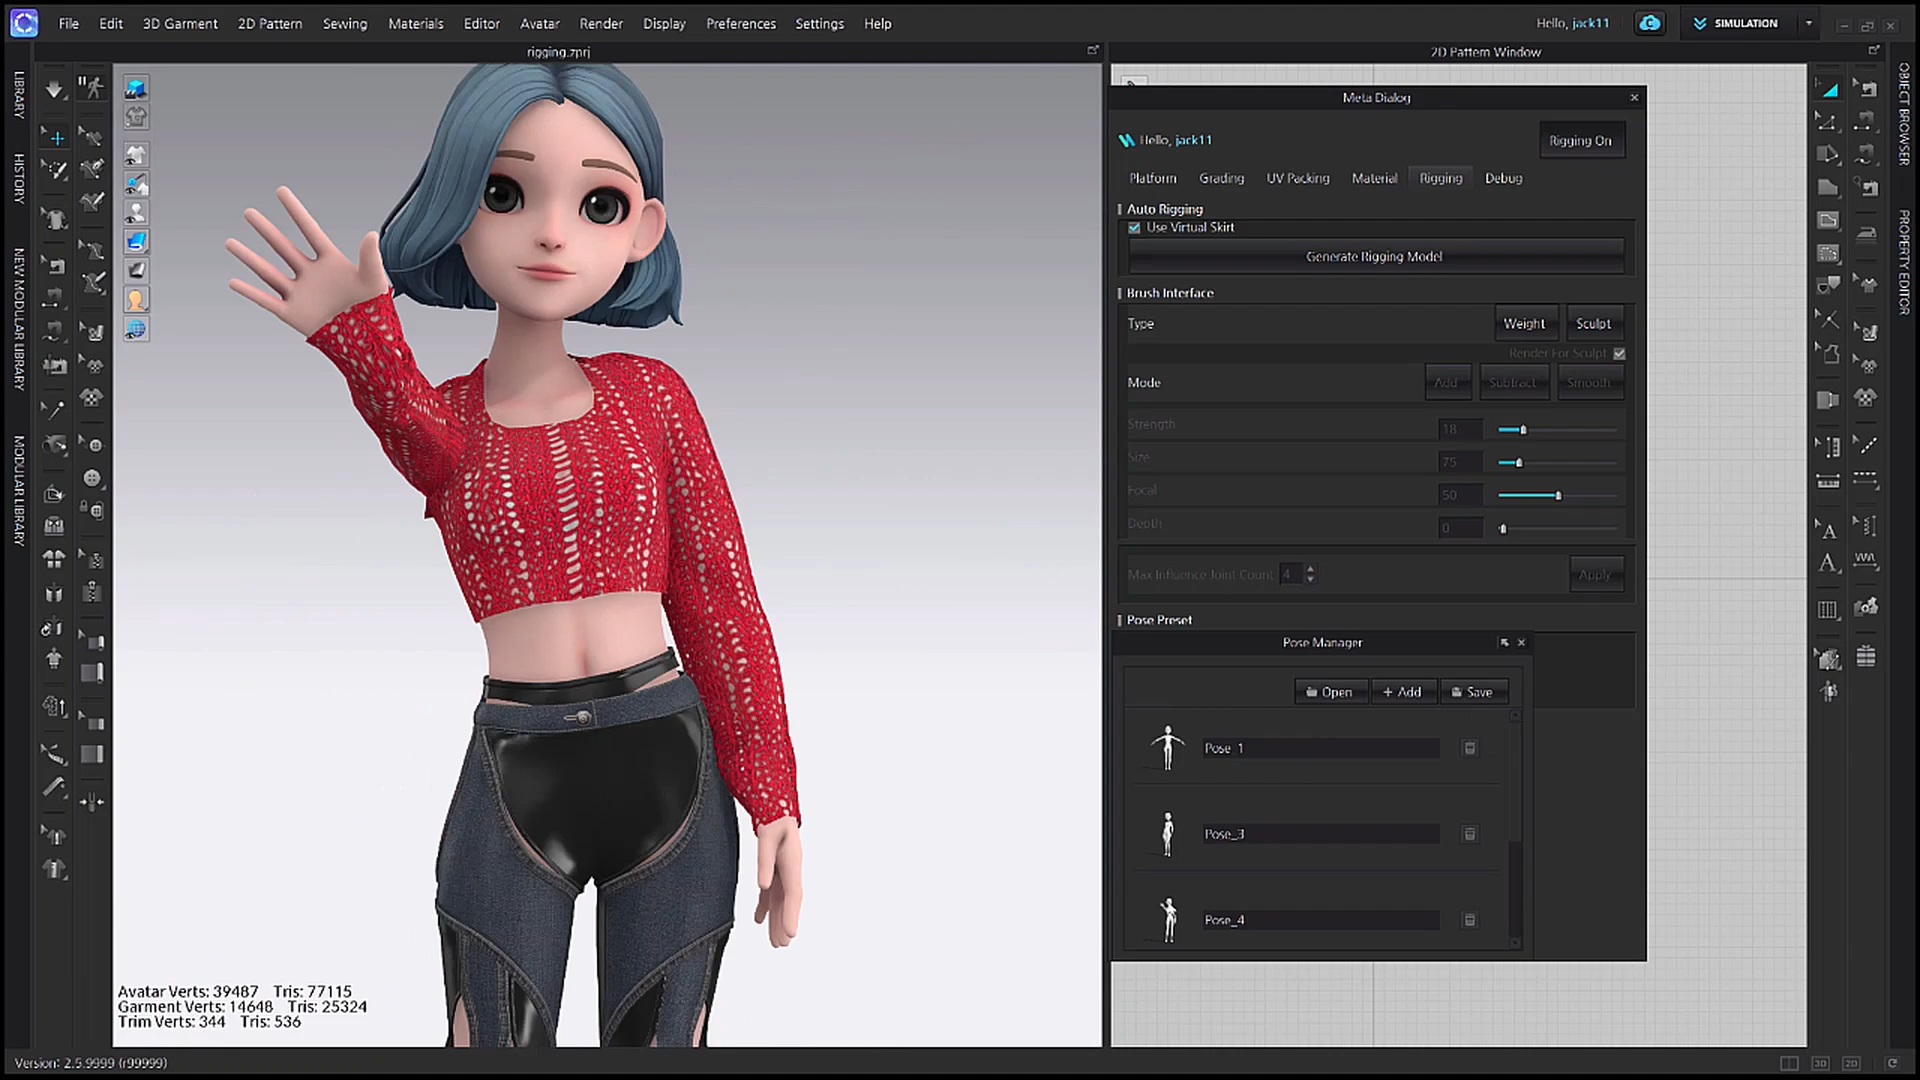 File Edit 3D Garment 2D Pattern Sewing Materials Editor Avatar Render Display Preferences Settings Help
Hello, jack11
SIMULATION
rigging.zprj
2D Pattern Window
LIBRARY
HISTORY
NEW MODULAR LIBRARY
MODULAR LIBRARY
OBJECT BROWSER
PROPERTY EDITOR
Meta Dialog
Hello, jack11
Rigging On
Platform Grading UV Packing Material Rigging Debug
Auto Rigging
Use Virtual Skirt
Generate Rigging Model
Brush Interface
Type Weight Sculpt
Render For Sculpt
Mode Add Subtract Smooth
Strength 18
Size 75
Focal 50
Depth 0
Max Influence Joint Count 4 Apply
Pose Preset
Pose Manager
Open + Add Save
Pose_1
Pose_3
Pose_4
Avatar Verts: 39487 Tris: 77115
Garment Verts: 14648 Tris: 25324
Trim Verts: 344 Tris: 536
Version: 2.5.9999 (r99999)
3D 2D